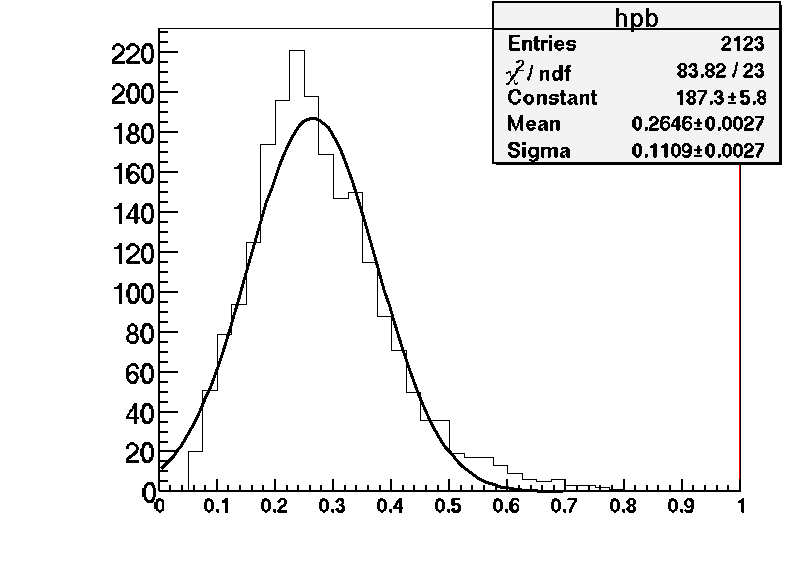 hpb
Entries 2123
χ²/ ndf 83.82 / 23
Constant 187.3±5.8
Mean 0.2646±0.0027
Sigma 0.1109±0.0027
220
200
180
160
140
120
100
80
60
40
20
0
0 0.1 0.2 0.3 0.4 0.5 0.6 0.7 0.8 0.9 1